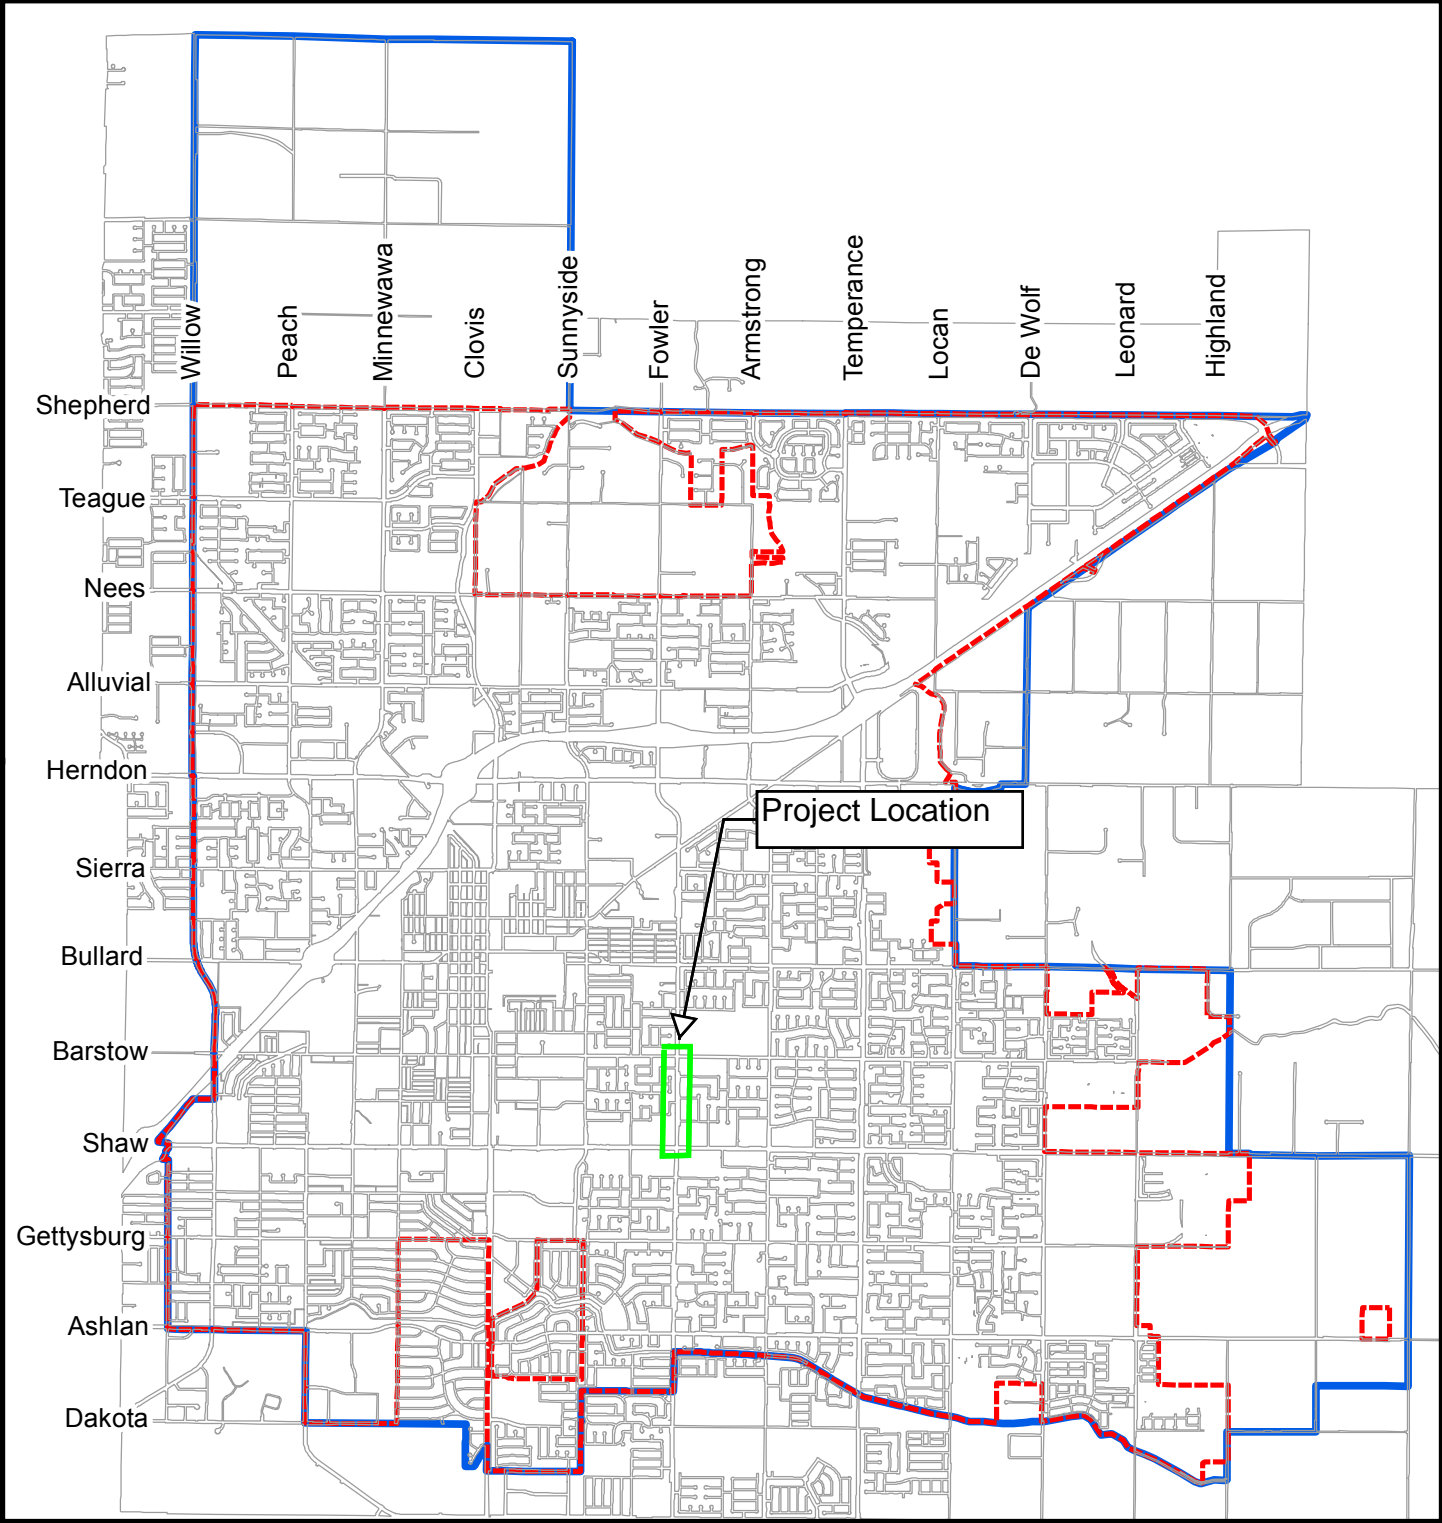 Willow
Peach
Minnewawa
Clovis
Sunnyside
Fowler
Armstrong
Temperance
Locan
De Wolf
Leonard
Highland
Shepherd
Teague
Nees
Alluvial
Herndon
Project Location
Sierra
Bullard
Barstow
Shaw
Gettysburg
Ashlan
Dakota